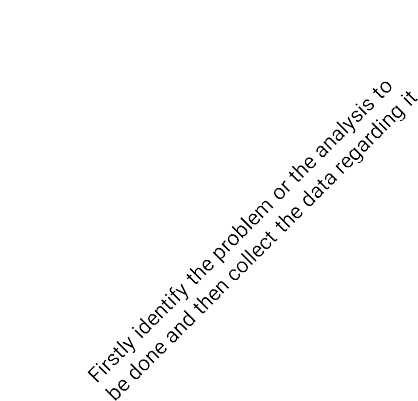 Firstly identify the problem or the analysis to
be done and then collect the data regarding it